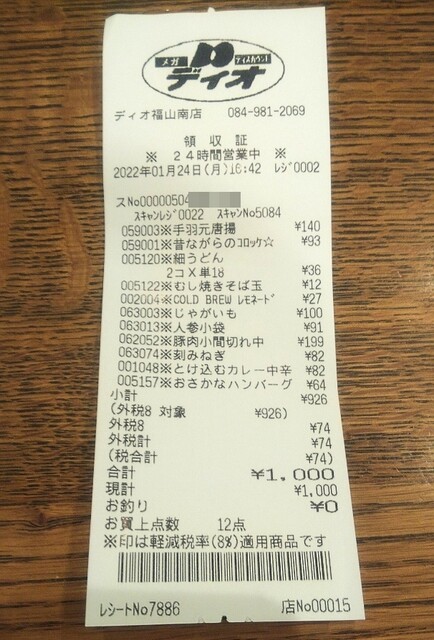 メガ ディスカウント
ディオ
ディオ福山南店 084-981-2069
領収証
※ 24時間営業中 ※
2022年01月24日(月)16:42 レジ0002
スNo00000504
スキャンレジ0022 スキャンNo5084
059003※手羽元唐揚 ¥140
059001※昔ながらのコロッケ☆ ¥93
005120※細うどん
2コ×単18 ¥36
005122※むし焼きそば玉 ¥12
002004※COLD BREW レモネード ¥27
063003※じゃがいも ¥100
063013※人参小袋 ¥91
062052※豚肉小間切れ中 ¥199
063074※刻みねぎ ¥82
001048※とけ込むカレー中辛 ¥82
005157※おさかなハンバーグ ¥64
小計 ¥926
(外税8 対象 ¥926)
外税8 ¥74
外税計 ¥74
(税合計 ¥74)
合計 ¥1,000
現計 ¥1,000
お釣り ¥0
お買上点数 12点
※印は軽減税率(8%)適用商品です
レシートNo7886 店No00015